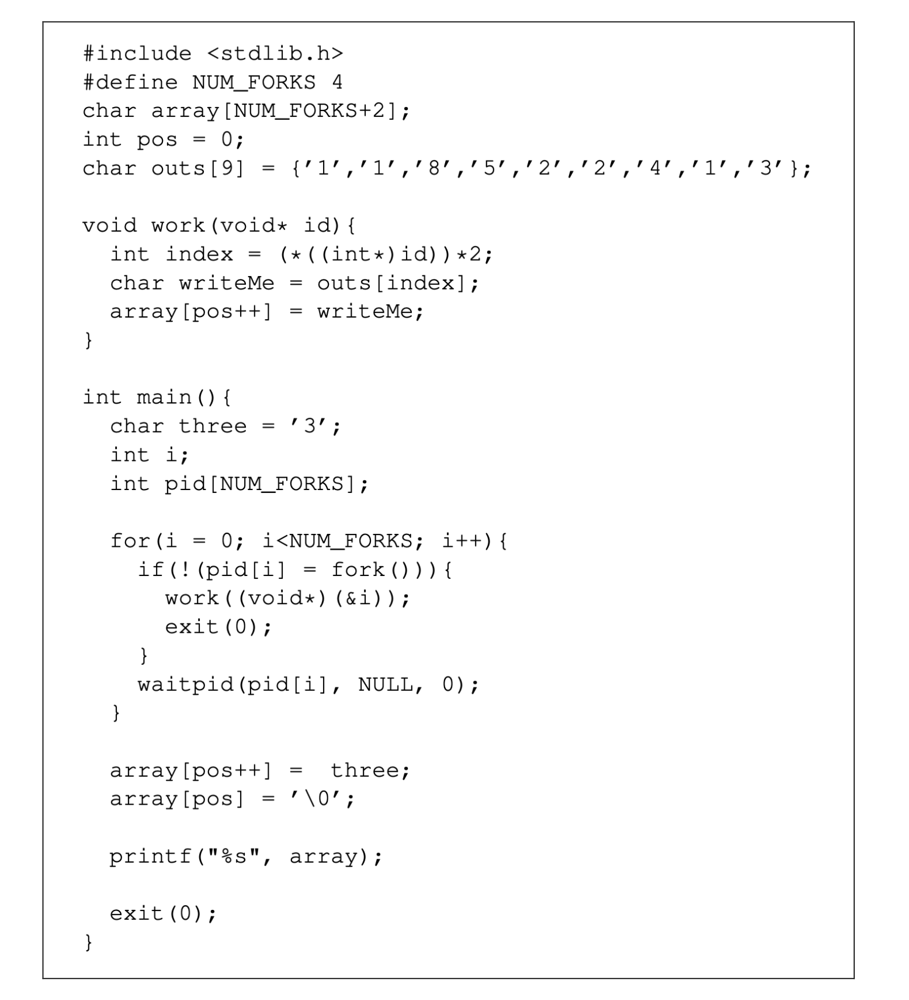 #include <stdlib.h>
#define NUM_FORKS 4
char array[NUM_FORKS+2];
int pos = 0;
char outs[9] = {'1','1','8','5','2','2','4','1','3'};

void work(void* id){
  int index = (*((int*)id))*2;
  char writeMe = outs[index];
  array[pos++] = writeMe;
}

int main(){
  char three = '3';
  int i;
  int pid[NUM_FORKS];

  for(i = 0; i<NUM_FORKS; i++){
    if(!(pid[i] = fork())){
      work((void*)(&i));
      exit(0);
    }
    waitpid(pid[i], NULL, 0);
  }

  array[pos++] =  three;
  array[pos] = '\0';

  printf("%s", array);

  exit(0);
}